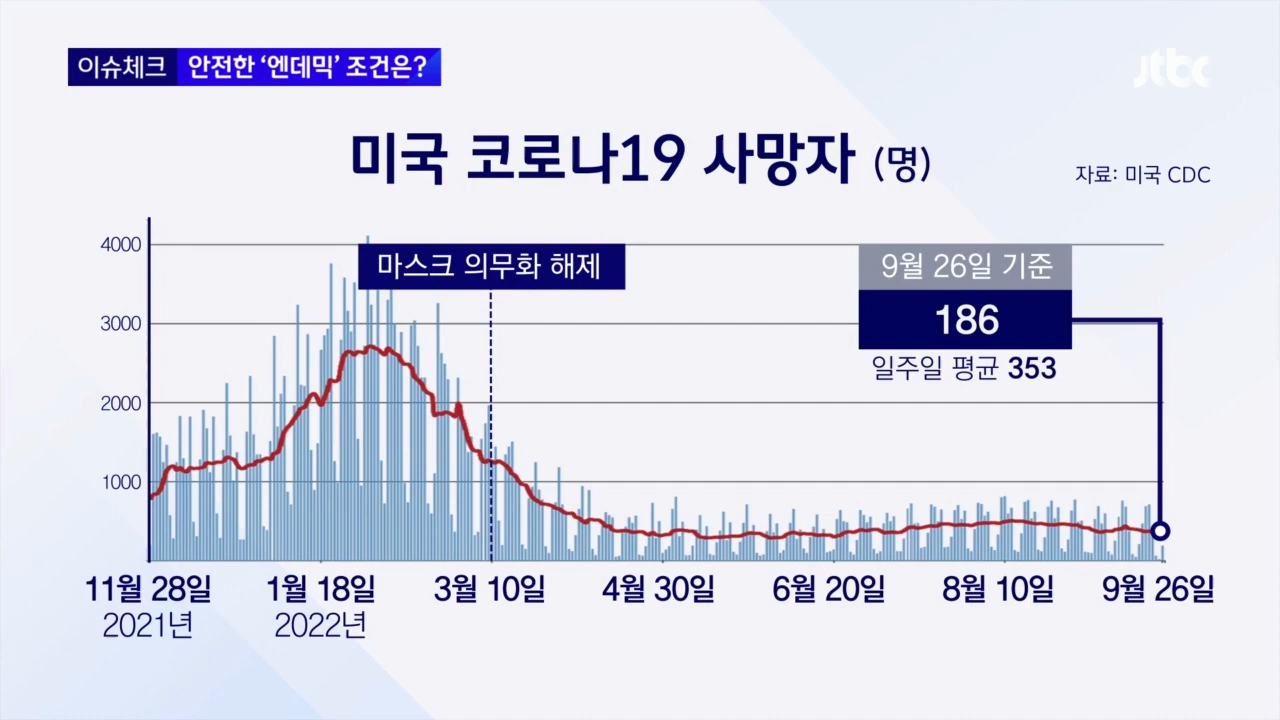 이슈체크 안전한 ‘엔데믹’ 조건은?
jtbc
미국 코로나19 사망자 (명)
자료: 미국 CDC
4000
3000
2000
1000
마스크 의무화 해제
9월 26일 기준
186
일주일 평균 353
11월 28일 1월 18일 3월 10일 4월 30일 6월 20일 8월 10일 9월 26일
2021년 2022년